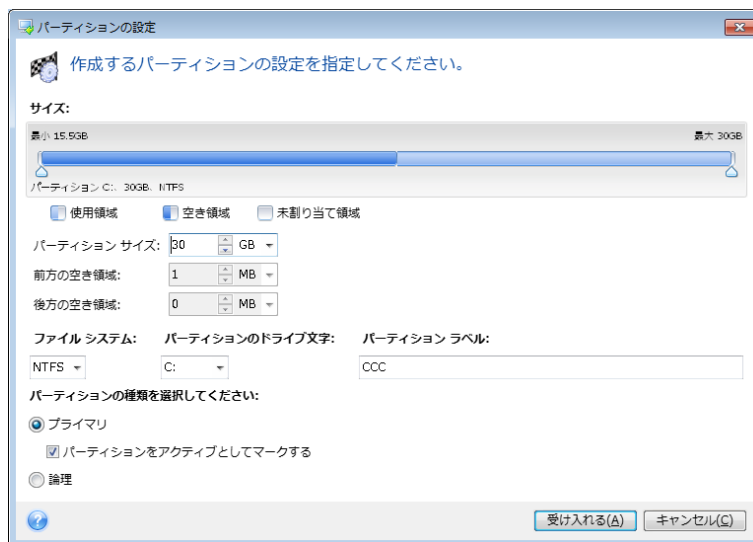 パーティションの設定
作成するパーティションの設定を指定してください。
サイズ:
最小 15.5GB 最大 30GB
パーティション C:、30GB、NTFS
使用領域 空き領域 未割り当て領域
パーティション サイズ: 30 GB
前方の空き領域: 1 MB
後方の空き領域: 0 MB
ファイル システム: パーティションのドライブ文字: パーティション ラベル:
NTFS C: CCC
パーティションの種類を選択してください:
プライマリ
パーティションをアクティブとしてマークする
論理
受け入れる(A) キャンセル(C)